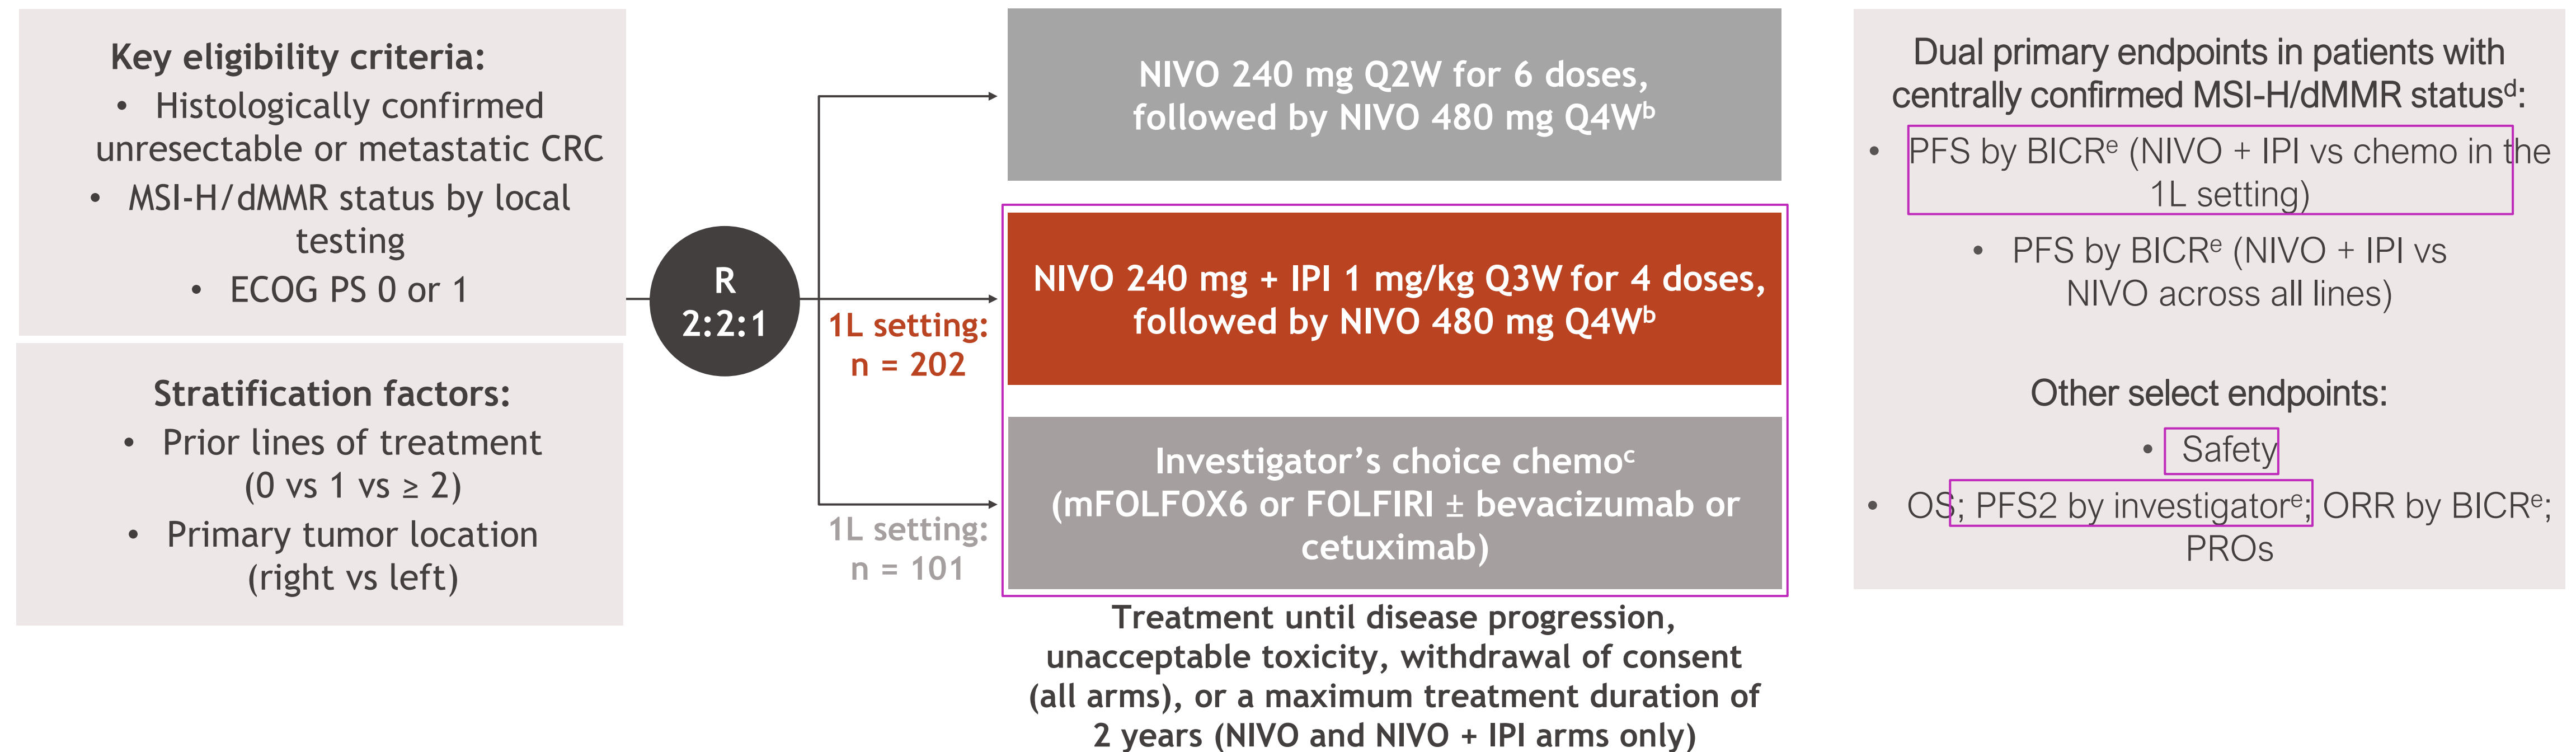 Key eligibility criteria:
• Histologically confirmed
unresectable or metastatic CRC
• MSI-H/dMMR status by local
testing
• ECOG PS 0 or 1
Stratification factors:
• Prior lines of treatment
(0 vs 1 vs ≥ 2)
• Primary tumor location
(right vs left)
R
2:2:1
NIVO 240 mg Q2W for 6 doses,
followed by NIVO 480 mg Q4Wᵇ
1L setting:
n = 202
NIVO 240 mg + IPI 1 mg/kg Q3W for 4 doses,
followed by NIVO 480 mg Q4Wᵇ
1L setting:
n = 101
Investigator’s choice chemoᶜ
(mFOLFOX6 or FOLFIRI ± bevacizumab or
cetuximab)
Treatment until disease progression,
unacceptable toxicity, withdrawal of consent
(all arms), or a maximum treatment duration of
2 years (NIVO and NIVO + IPI arms only)
Dual primary endpoints in patients with
centrally confirmed MSI-H/dMMR statusᵈ:
• PFS by BICRᵉ (NIVO + IPI vs chemo in the
1L setting)
• PFS by BICRᵉ (NIVO + IPI vs
NIVO across all lines)
Other select endpoints:
• Safety
• OS; PFS2 by investigatorᵉ; ORR by BICRᵉ;
PROs